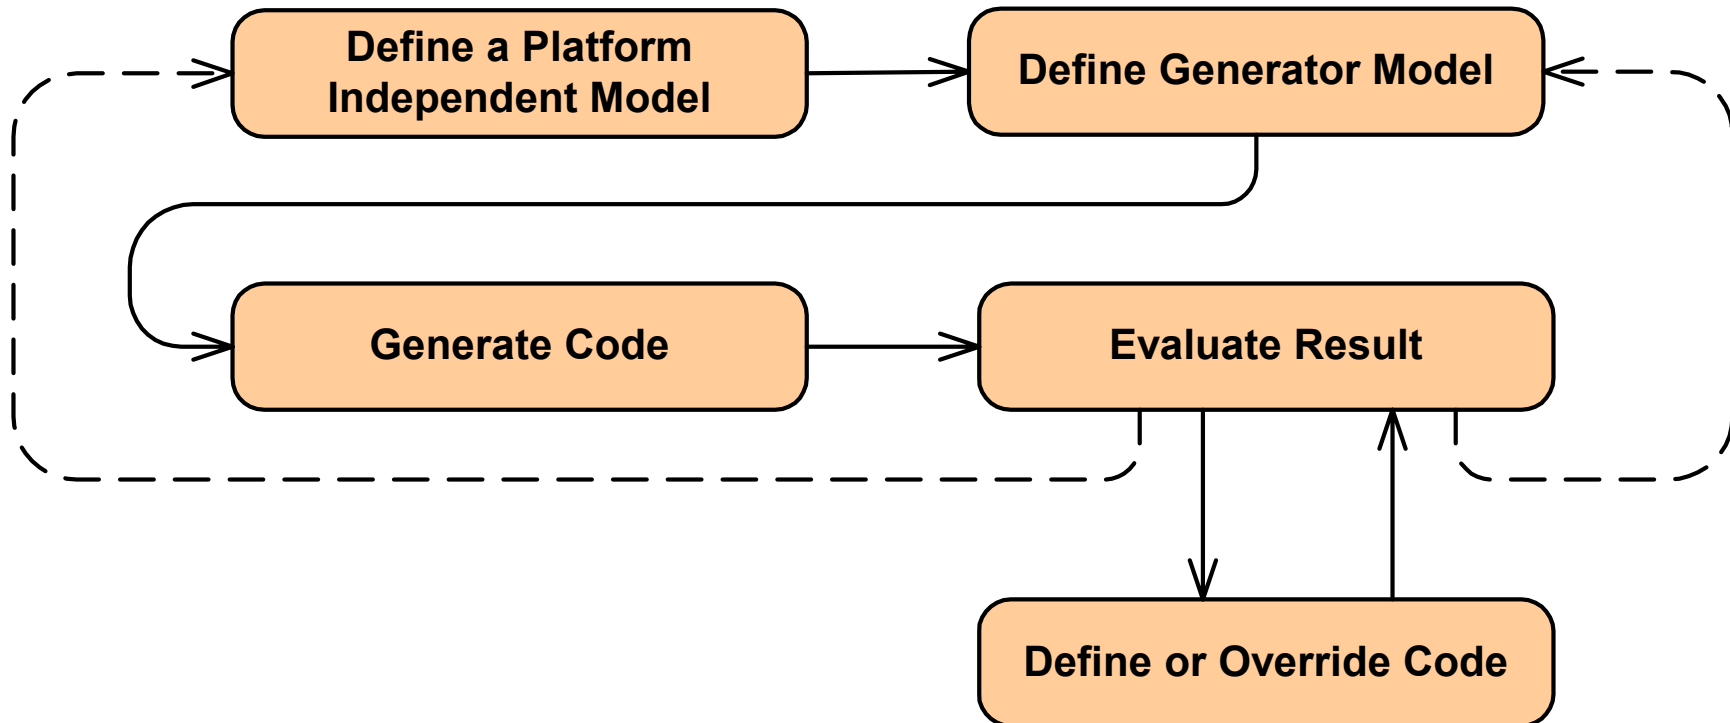 Define a Platform
Independent Model
Define Generator Model
Generate Code
Evaluate Result
Define or Override Code